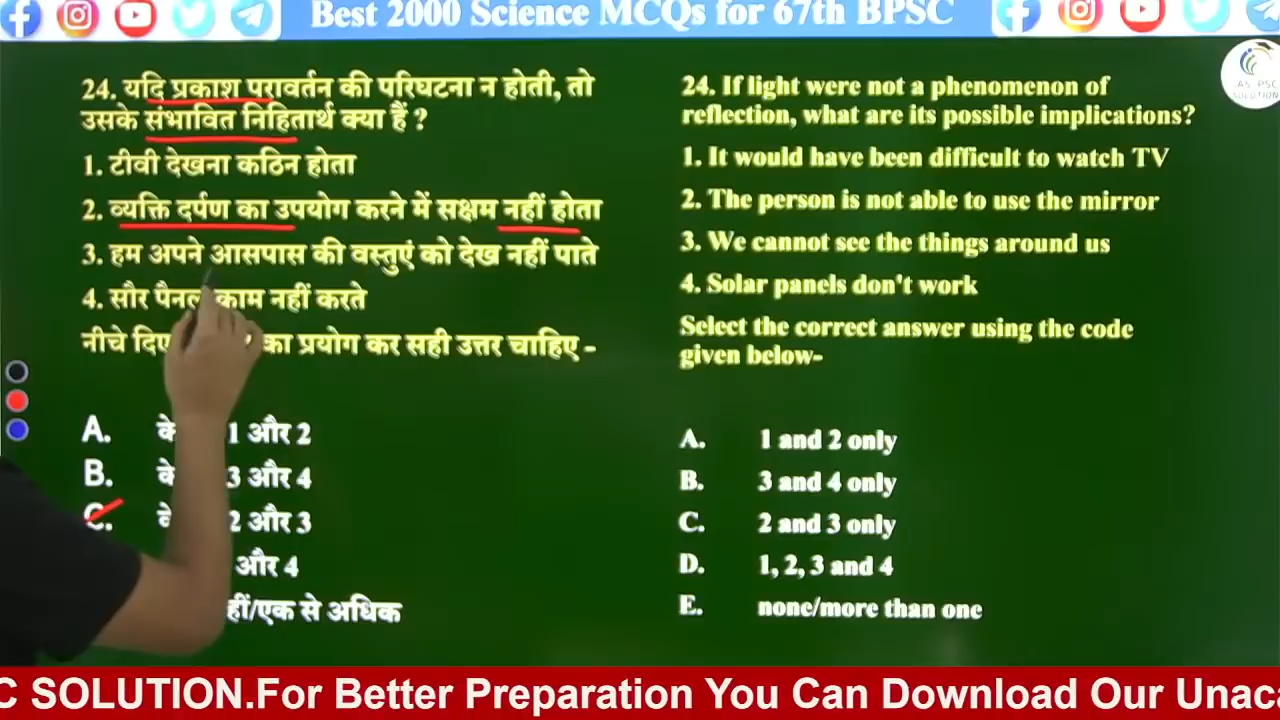 Best 2000 Science MCQs for 67th BPSC
AS PSC
SOLUTION
24. यदि प्रकाश परावर्तन की परिघटना न होती, तो
उसके संभावित निहितार्थ क्या हैं ?
1. टीवी देखना कठिन होता
2. व्यक्ति दर्पण का उपयोग करने में सक्षम नहीं होता
3. हम अपने आसपास की वस्तुएं को देख नहीं पाते
4. सौर पैनल काम नहीं करते
नीचे दिए का प्रयोग कर सही उत्तर चाहिए -
A. 1 और 2
B. 3 और 4
C. 2 और 3
और 4
हीं/एक से अधिक
24. If light were not a phenomenon of
reflection, what are its possible implications?
1. It would have been difficult to watch TV
2. The person is not able to use the mirror
3. We cannot see the things around us
4. Solar panels don't work
Select the correct answer using the code
given below-
A. 1 and 2 only
B. 3 and 4 only
C. 2 and 3 only
D. 1, 2, 3 and 4
E. none/more than one
C SOLUTION.For Better Preparation You Can Download Our Unaca